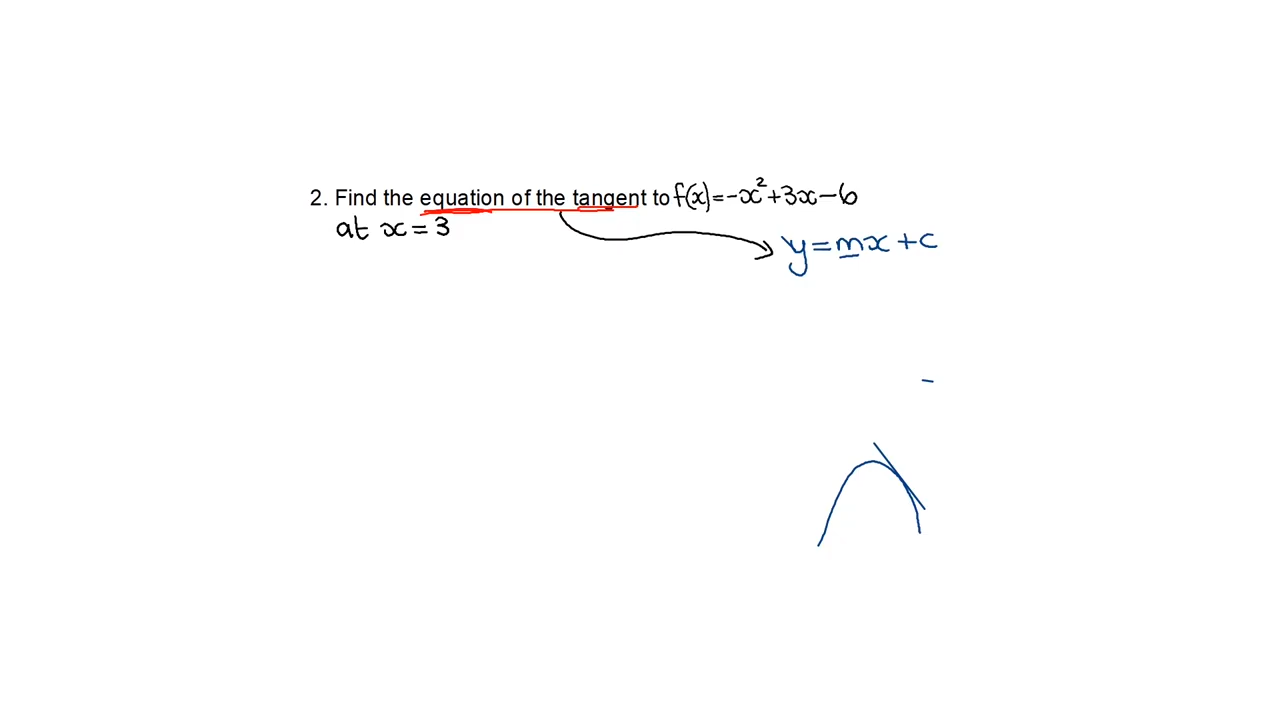 2. Find the equation of the tangent to f(x)=-x²+3x-6
at x=3
y=mx+c